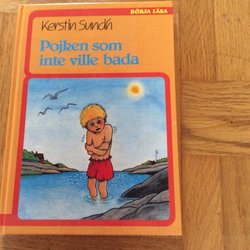 BÖRJA LÄSA
Kerstin Sundh
Pojken som
inte ville bada